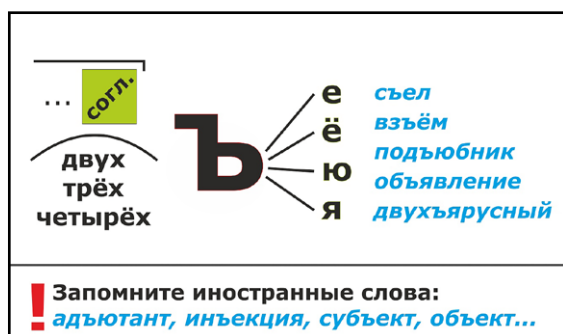 ... согл.
двух
трёх
четырёх
Ъ
е съел
ё взъём
подъюбник
ю объявление
я двухъярусный
! Запомните иностранные слова:
адъютант, инъекция, субъект, объект...